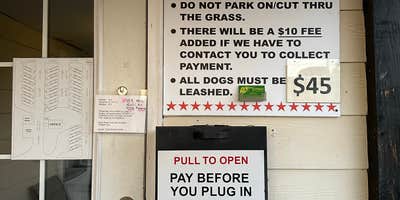 • DO NOT PARK ON/CUT THRU
THE GRASS.
• THERE WILL BE A $10 FEE
ADDED IF WE HAVE TO
CONTACT YOU TO COLLECT
PAYMENT.
• ALL DOGS MUST BE
LEASHED.
$45
PULL TO OPEN
PAY BEFORE
YOU PLUG IN